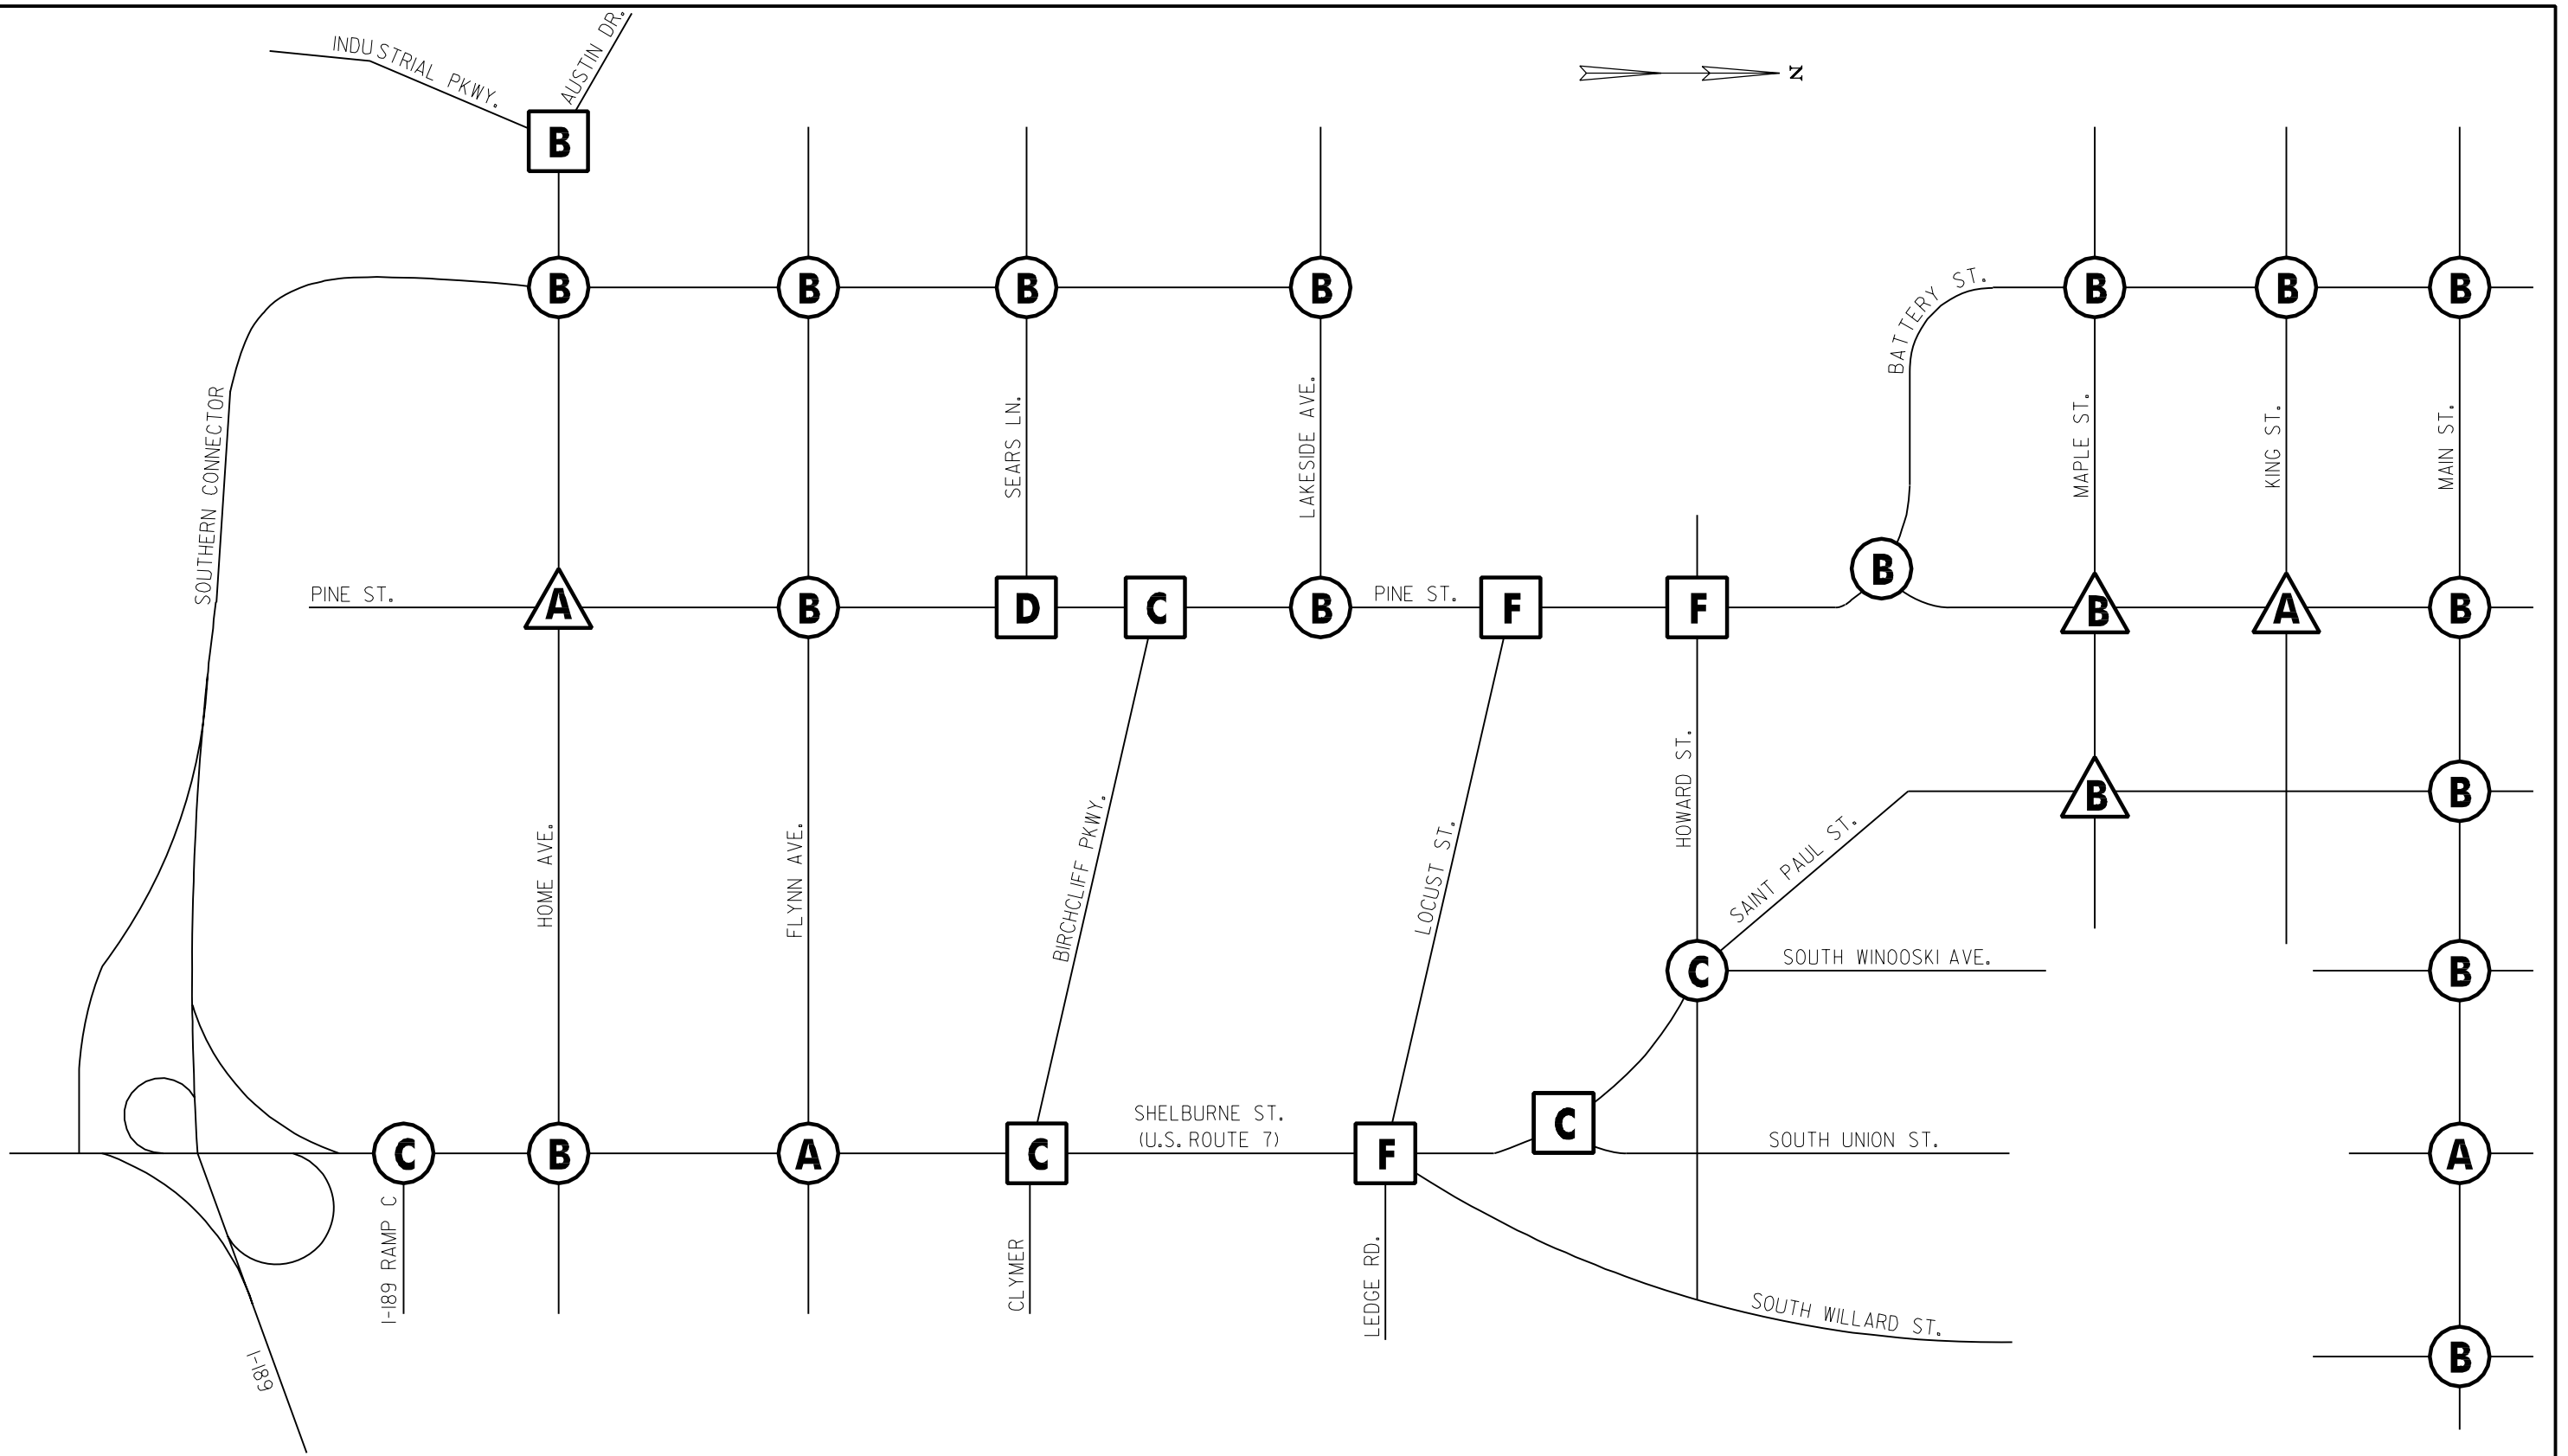 INDUSTRIAL PKWY.
AUSTIN DR.
N
B
B
B
B
B
BATTERY ST.
B
B
B
SOUTHERN CONNECTOR
SEARS LN.
LAKESIDE AVE.
MAPLE ST.
KING ST.
MAIN ST.
PINE ST.
A
B
D
C
B
PINE ST.
F
F
B
B
A
B
HOME AVE.
FLYNN AVE.
BIRCHCLIFF PKWY.
LOCUST ST.
HOWARD ST.
SAINT PAUL ST.
B
B
C
SOUTH WINOOSKI AVE.
B
C
B
A
C
SHELBURNE ST.
(U.S. ROUTE 7)
F
C
SOUTH UNION ST.
A
I-189 RAMP C
CLYMER
LEDGE RD.
SOUTH WILLARD ST.
B
I-189